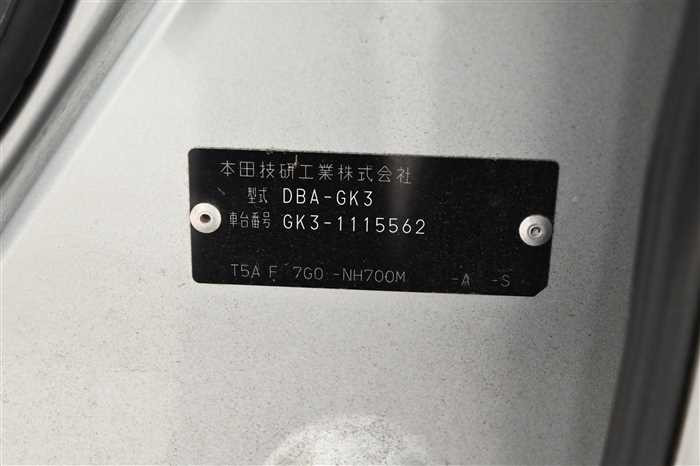 本田技研工業株式会社
型式 DBA-GK3
車台番号 GK3-1115562
T5A F 7G0 -NH700M -A -S